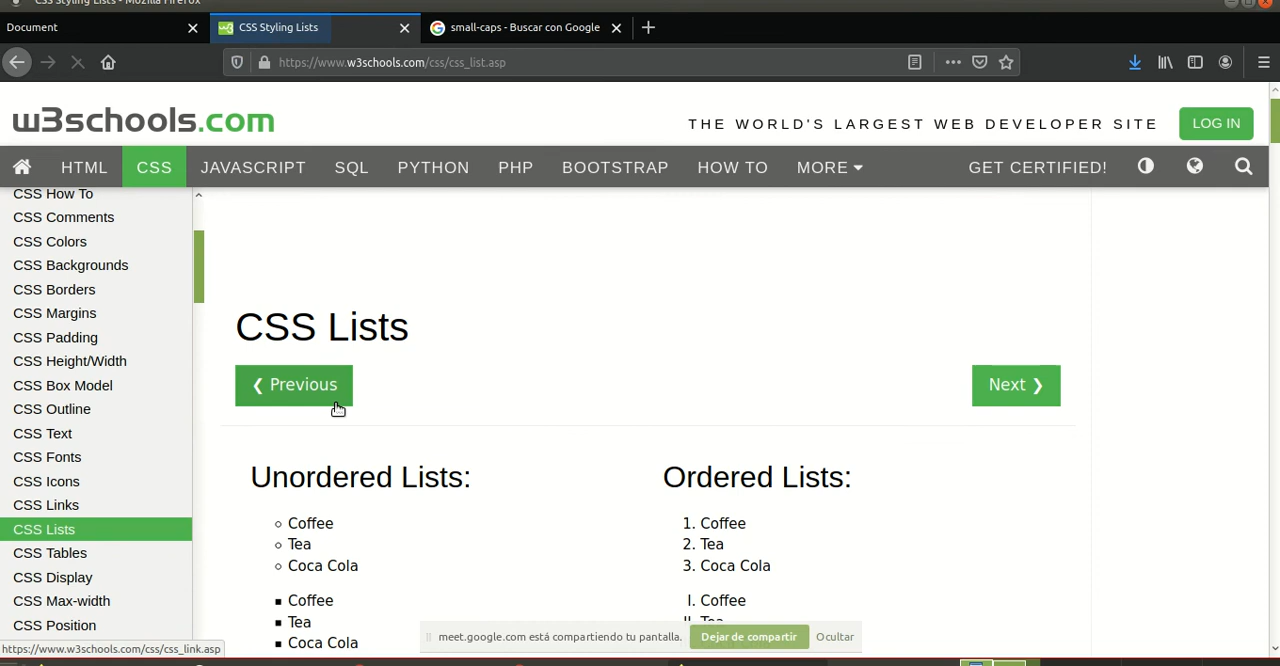 CSS Styling Lists - Mozilla Firefox
Document
CSS Styling Lists
small-caps - Buscar con Google
https://www.w3schools.com/css/css_list.asp
w3schools.com
THE WORLD'S LARGEST WEB DEVELOPER SITE
LOG IN
HTML
CSS
JAVASCRIPT
SQL
PYTHON
PHP
BOOTSTRAP
HOW TO
MORE
GET CERTIFIED!
CSS How To
CSS Comments
CSS Colors
CSS Backgrounds
CSS Borders
CSS Margins
CSS Padding
CSS Height/Width
CSS Box Model
CSS Outline
CSS Text
CSS Fonts
CSS Icons
CSS Links
CSS Lists
CSS Tables
CSS Display
CSS Max-width
CSS Position
CSS Lists
❮ Previous
Next ❯
Unordered Lists:
○ Coffee
○ Tea
○ Coca Cola
■ Coffee
■ Tea
■ Coca Cola
Ordered Lists:
1. Coffee
2. Tea
3. Coca Cola
I. Coffee
II. Tea
meet.google.com está compartiendo tu pantalla.
Dejar de compartir
Ocultar
https://www.w3schools.com/css/css_link.asp